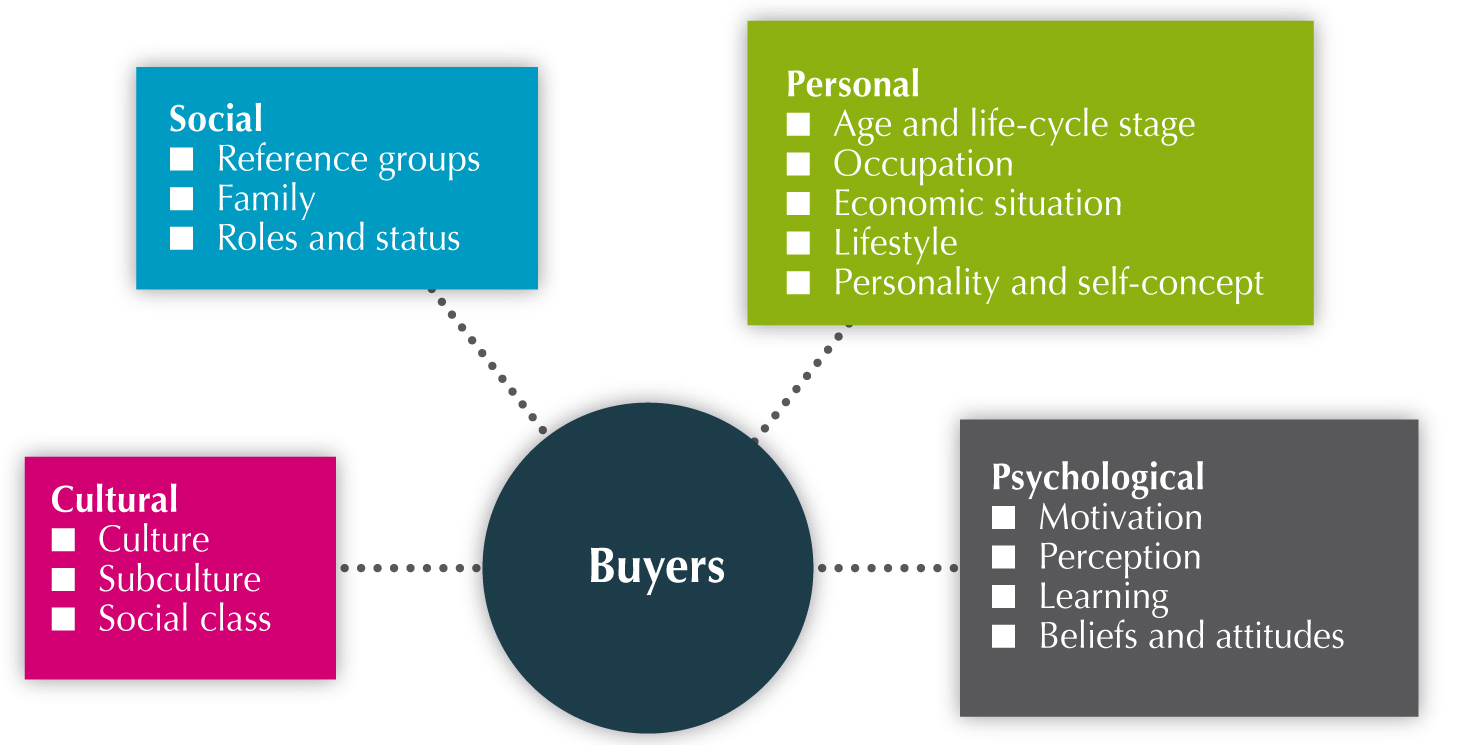 Social
Reference groups
Family
Roles and status
Personal
Age and life-cycle stage
Occupation
Economic situation
Lifestyle
Personality and self-concept
Cultural
Culture
Subculture
Social class
Buyers
Psychological
Motivation
Perception
Learning
Beliefs and attitudes